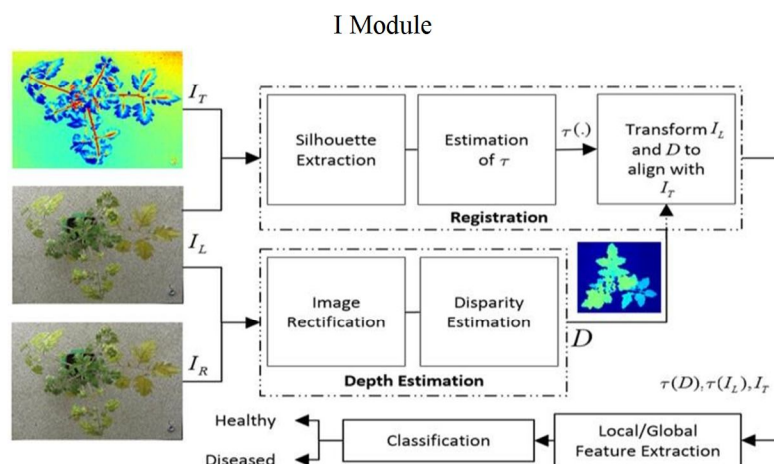 I Module
I_T
I_L
I_R
Silhouette
Extraction
Estimation
of τ
τ(.)
Transform I_L
and D to
align with
I_T
Registration
Image
Rectification
Disparity
Estimation
D
Depth Estimation
τ(D),τ(I_L),I_T
Healthy
Diseased
Classification
Local/Global
Feature Extraction